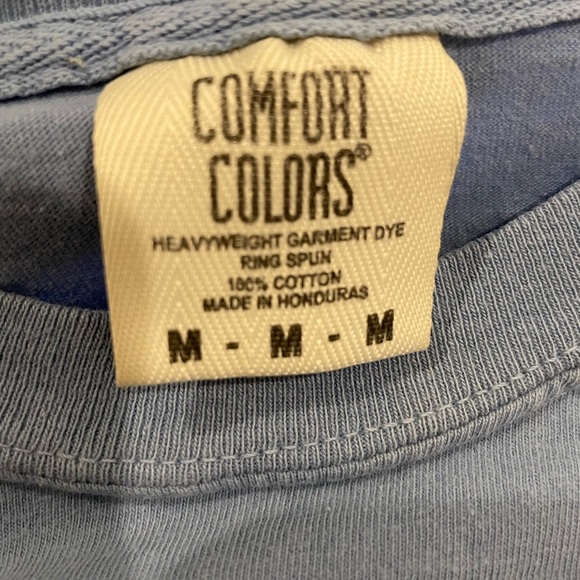 COMFORT
COLORS®
HEAVYWEIGHT GARMENT DYE
RING SPUN
100% COTTON
MADE IN HONDURAS
M - M - M